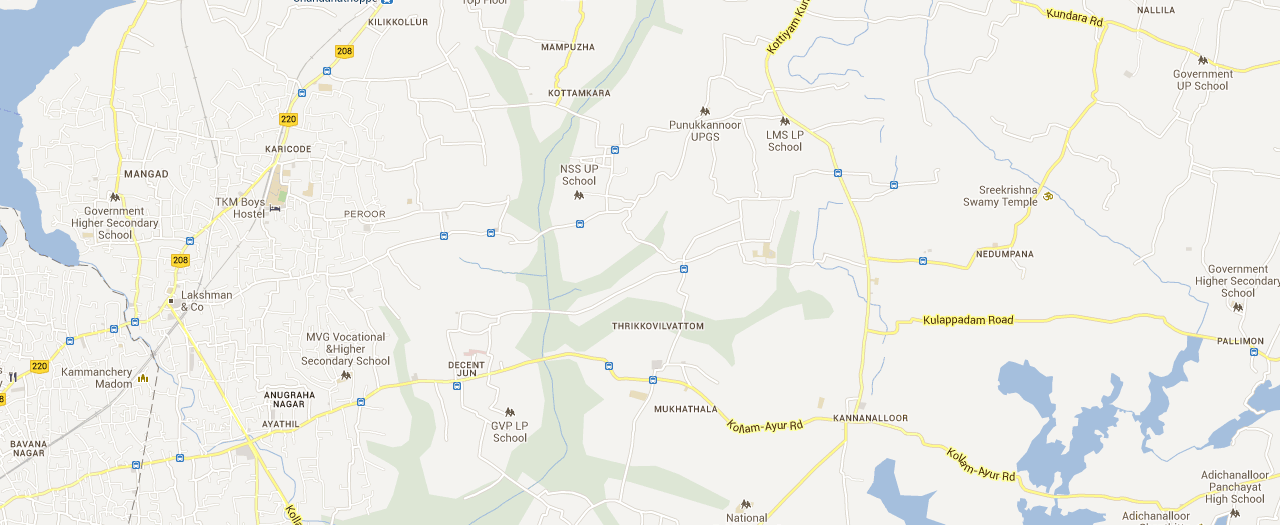 Chandanathoppe
Top Floor
KILIKKOLLUR
NALLILA
Kundara Rd
Kottiyam Kun
208
MAMPUZHA
Government
UP School
KOTTAMKARA
220
Punukkannoor
UPGS
LMS LP
School
KARICODE
MANGAD
NSS UP
School
TKM Boys
Hostel
Sreekrishna
Swamy Temple
Government
Higher Secondary
School
PEROOR
NEDUMPANA
208
Government
Higher Secondary
School
Lakshman
& Co
Kulappadam Road
THRIKKOVILVATTOM
MVG Vocational
&Higher
Secondary School
PALLIMON
220
Kammanchery
Madom
DECENT
JUN
ANUGRAHA
NAGAR
AYATHIL
MUKHATHALA
Kollam-Ayur Rd
KANNANALLOOR
GVP LP
School
BAVANA
NAGAR
Kollam-Ayur Rd
Adichanalloor
Panchayat
High School
National
Adichanalloor